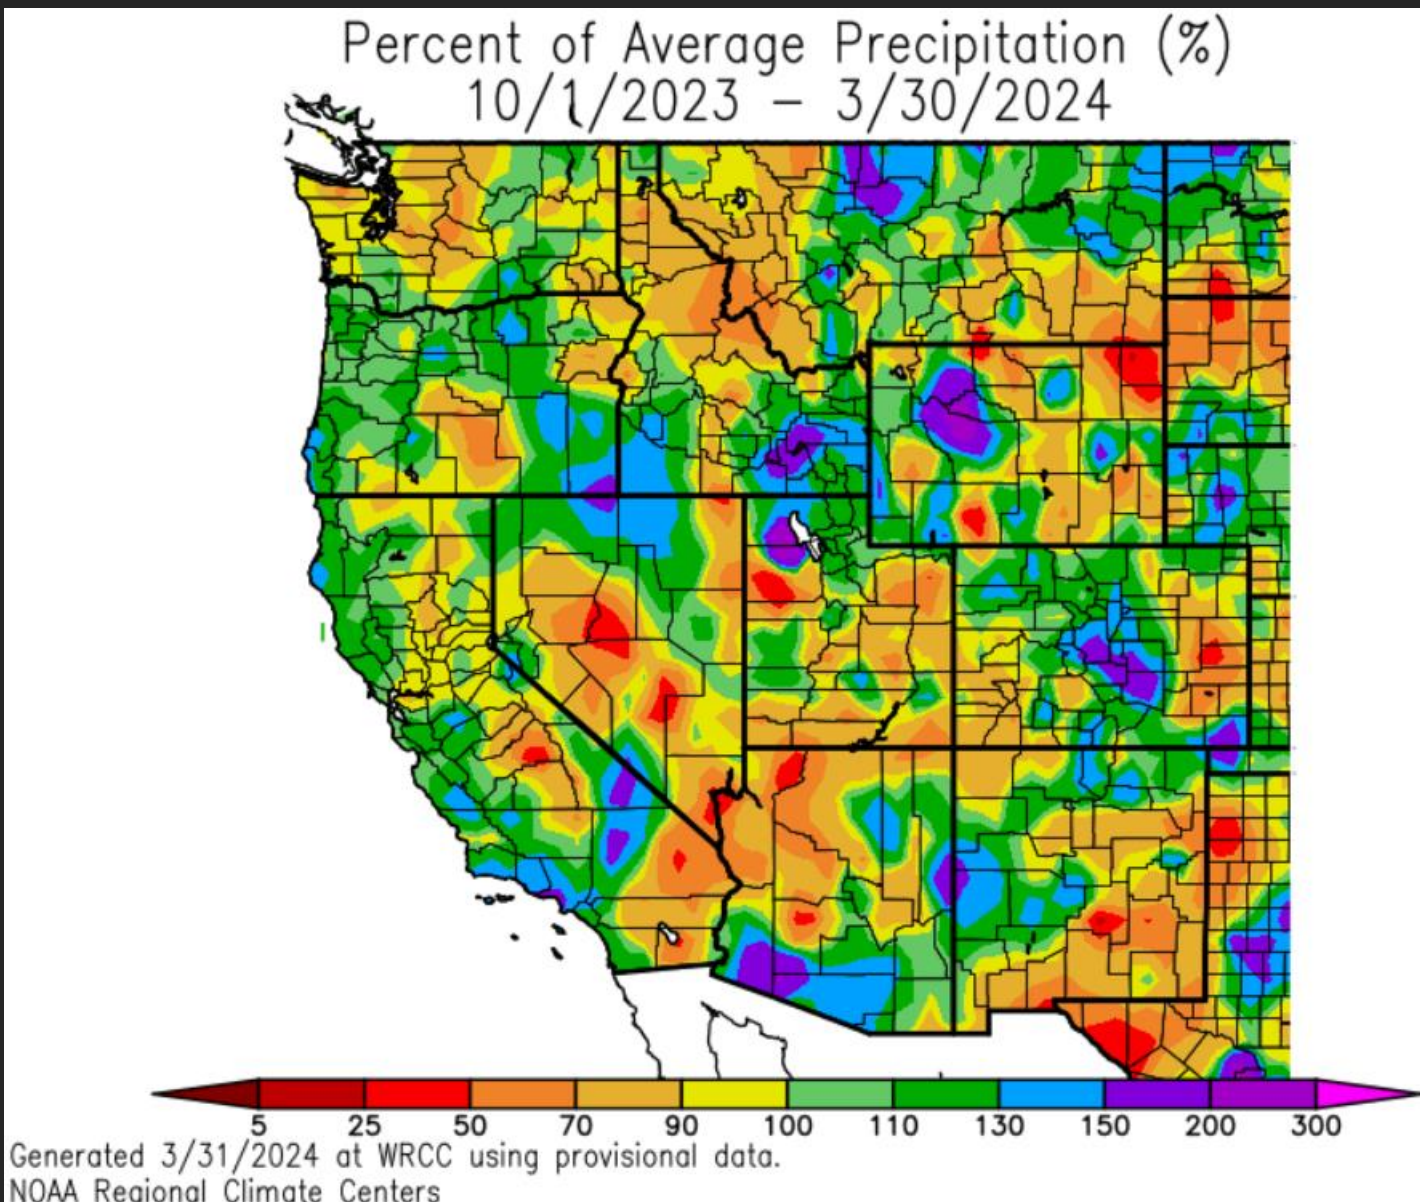 Percent of Average Precipitation (%)
10/1/2023 - 3/30/2024
5 25 50 70 90 100 110 130 150 200 300
Generated 3/31/2024 at WRCC using provisional data.
NOAA Regional Climate Centers